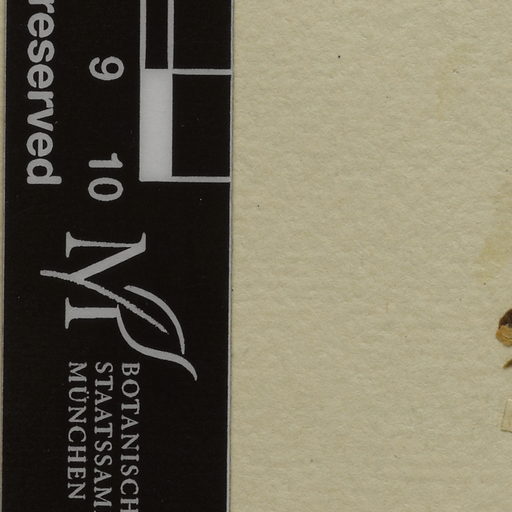 reserved
9
10
M
BOTANISCH
STAATSSAM
MÜNCHEN